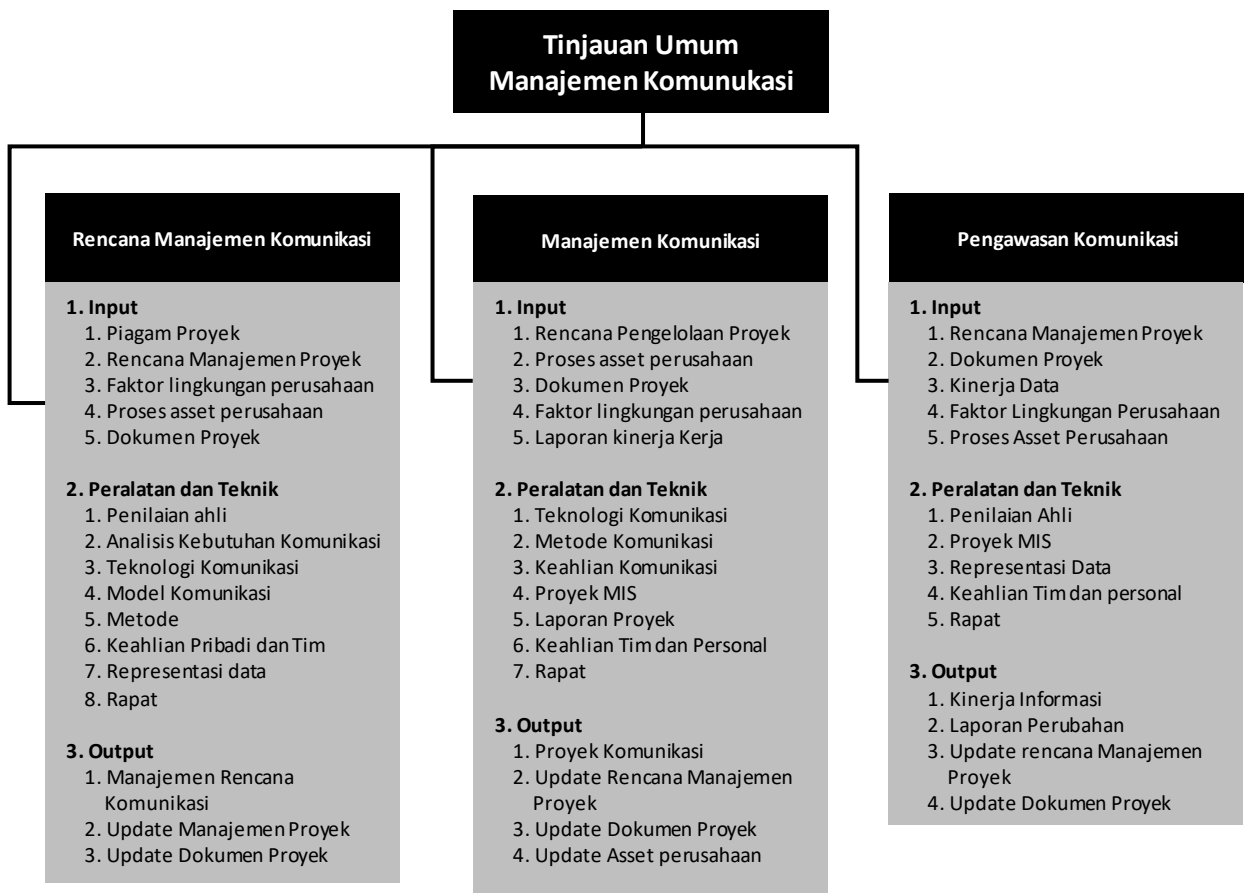 Tinjauan Umum
Manajemen Komunukasi
Rencana Manajemen Komunikasi
1. Input
1. Piagam Proyek
2. Rencana Manajemen Proyek
3. Faktor lingkungan perusahaan
4. Proses asset perusahaan
5. Dokumen Proyek
2. Peralatan dan Teknik
1. Penilaian ahli
2. Analisis Kebutuhan Komunikasi
3. Teknologi Komunikasi
4. Model Komunikasi
5. Metode
6. Keahlian Pribadi dan Tim
7. Representasi data
8. Rapat
3. Output
1. Manajemen Rencana
Komunikasi
2. Update Manajemen Proyek
3. Update Dokumen Proyek
Manajemen Komunikasi
1. Input
1. Rencana Pengelolaan Proyek
2. Proses asset perusahaan
3. Dokumen Proyek
4. Faktor lingkungan perusahaan
5. Laporan kinerja Kerja
2. Peralatan dan Teknik
1. Teknologi Komunikasi
2. Metode Komunikasi
3. Keahlian Komunikasi
4. Proyek MIS
5. Laporan Proyek
6. Keahlian Tim dan Personal
7. Rapat
3. Output
1. Proyek Komunikasi
2. Update Rencana Manajemen
Proyek
3. Update Dokumen Proyek
4. Update Asset perusahaan
Pengawasan Komunikasi
1. Input
1. Rencana Manajemen Proyek
2. Dokumen Proyek
3. Kinerja Data
4. Faktor Lingkungan Perusahaan
5. Proses Asset Perusahaan
2. Peralatan dan Teknik
1. Penilaian Ahli
2. Proyek MIS
3. Representasi Data
4. Keahlian Tim dan personal
5. Rapat
3. Output
1. Kinerja Informasi
2. Laporan Perubahan
3. Update rencana Manajemen
Proyek
4. Update Dokumen Proyek